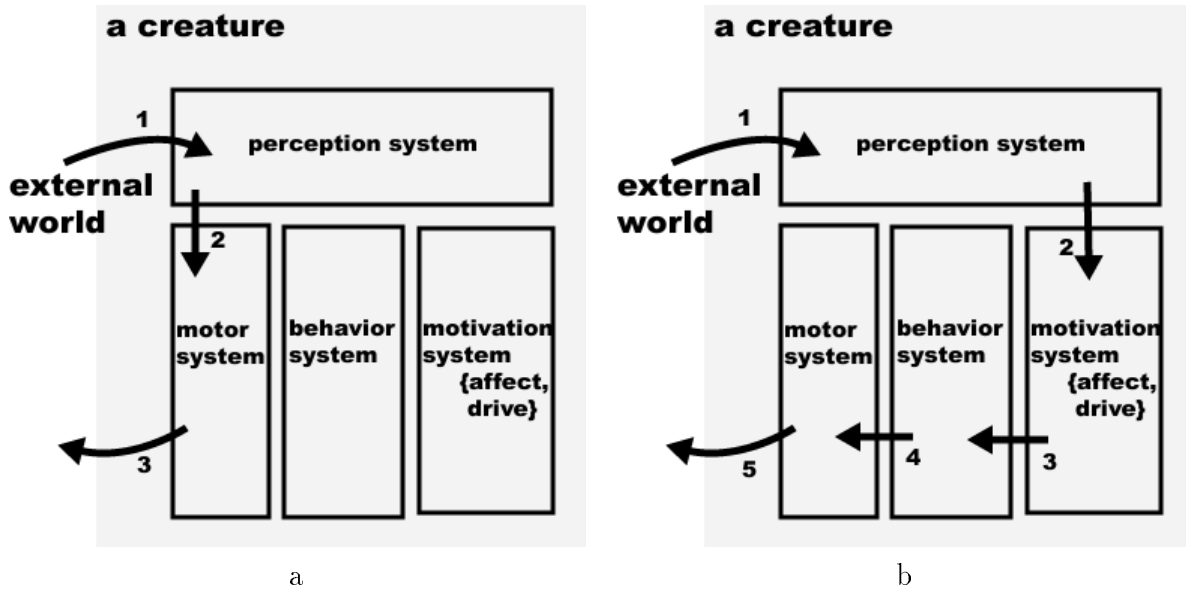 a creature
1
perception system
external
world
2
motor
system
behavior
system
motivation
system
{affect,
drive}
3
a
a creature
1
perception system
external
world
2
motor
system
behavior
system
motivation
system
{affect,
drive}
4
3
5
b